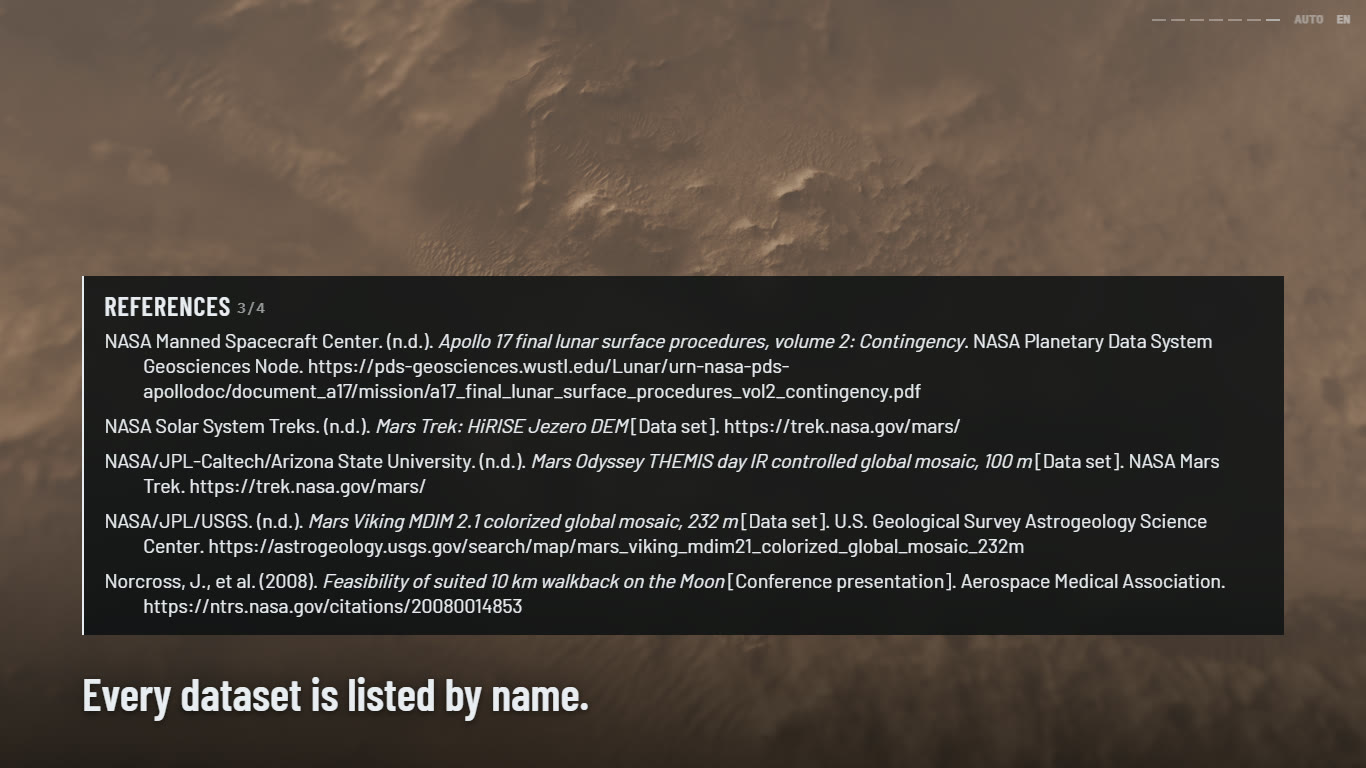 AUTO EN
REFERENCES 3/4
NASA Manned Spacecraft Center. (n.d.). Apollo 17 final lunar surface procedures, volume 2: Contingency. NASA Planetary Data System
Geosciences Node. https://pds-geosciences.wustl.edu/Lunar/urn-nasa-pds-
apollodoc/document_a17/mission/a17_final_lunar_surface_procedures_vol2_contingency.pdf
NASA Solar System Treks. (n.d.). Mars Trek: HiRISE Jezero DEM [Data set]. https://trek.nasa.gov/mars/
NASA/JPL-Caltech/Arizona State University. (n.d.). Mars Odyssey THEMIS day IR controlled global mosaic, 100 m [Data set]. NASA Mars
Trek. https://trek.nasa.gov/mars/
NASA/JPL/USGS. (n.d.). Mars Viking MDIM 2.1 colorized global mosaic, 232 m [Data set]. U.S. Geological Survey Astrogeology Science
Center. https://astrogeology.usgs.gov/search/map/mars_viking_mdim21_colorized_global_mosaic_232m
Norcross, J., et al. (2008). Feasibility of suited 10 km walkback on the Moon [Conference presentation]. Aerospace Medical Association.
https://ntrs.nasa.gov/citations/20080014853
Every dataset is listed by name.